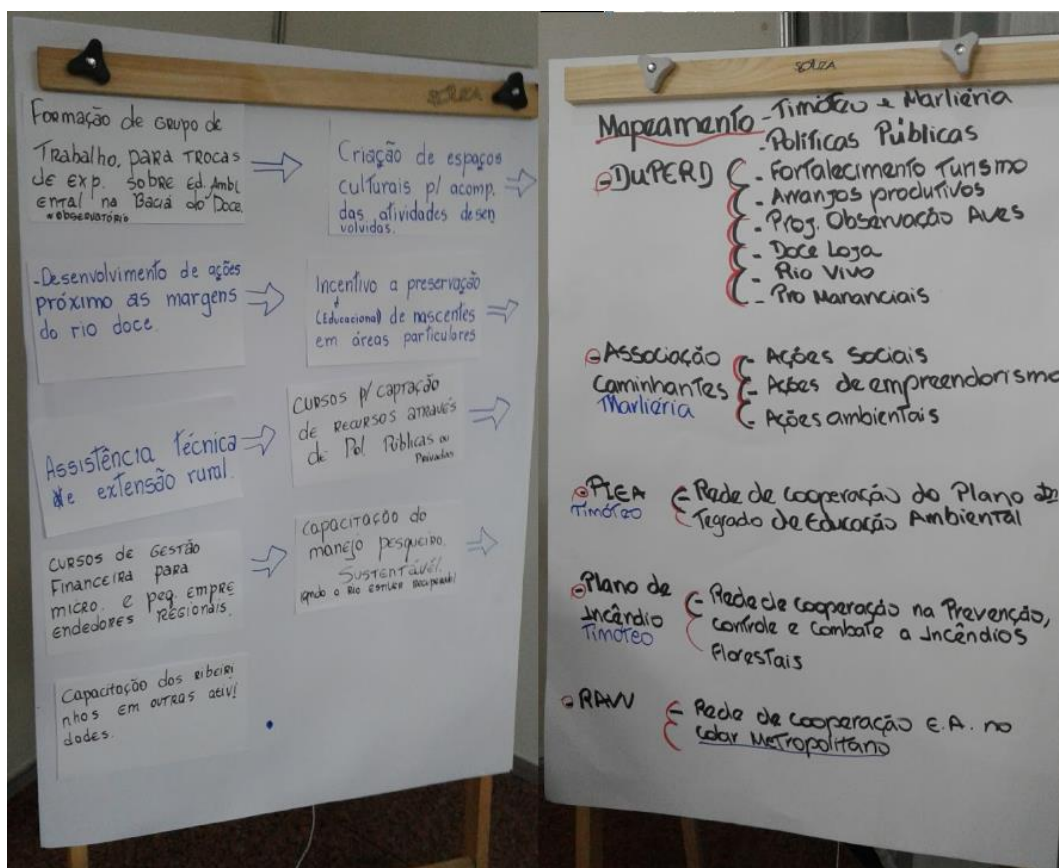 SOUZA
Formação de GRUPO de
TRabalho, para TROCAS
de EXP. SOBRE Ed. Ambi
ENTAL NA BACIA do Doce.
OBSERVATÓRIO
Criação de espaços
culturais p/ acomp.
das atividades desen
volvidas.
-Desenvolvimento de ações
próximo as margens
do rio doce.
Incentivo a preservação
(Educacional) de nascentes
em áreas particulares
Assistência técnica
e extensão rural.
CURSOS P/ CAPTAÇÃO
DE RECURSOS ATRAVÉS
DE Pol. Públicas ou
Privadas
CURSOS DE GESTÃO
FINANCEIRA PARA
MICRO. E PEQ. EMPRE
ENDEDORES REGIONAIS.
CAPACITAÇÃO do
manejo pesqueiro.
SUSTENTÁVEL.
(qndo o Rio ESTIVER Recuperado)
Capacitação dos RIBEIRI
nhos EM OUTRAS ATIVI
dades.
SOUZA
Mapeamento - Timóteo e Marliéria
- Políticas Públicas
- DuPERD - Fortalecimento Turismo
- Arranjos produtivos
- Proj. Observação Aves
- Doce Loja
- Rio Vivo
- Pro Mananciais
- Associação - Ações Sociais
Caminhantes - Ações de empreendorismo
Marliéria - Ações ambientais
- PIEA - Rede de cooperação do Plano In
Timóteo Tegrado de Educação Ambiental
- Plano de - Rede de cooperação na Prevenção,
Incêndio controle e Combate a Incêndios
Timóteo Florestais
- RAVV - Rede de cooperação E.A. no
colar Metropolitano